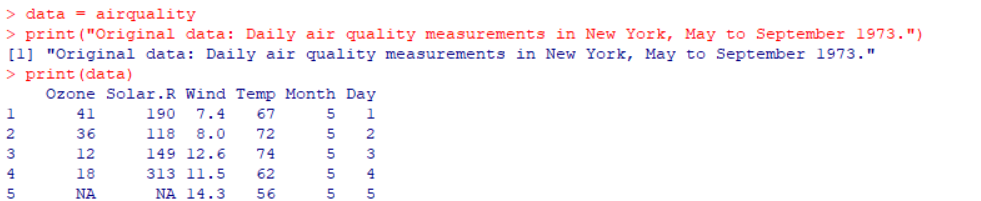 > data = airquality
> print("Original data: Daily air quality measurements in New York, May to September 1973.")
[1] "Original data: Daily air quality measurements in New York, May to September 1973."
> print(data)
    Ozone Solar.R Wind Temp Month Day
1      41     190  7.4   67     5   1
2      36     118  8.0   72     5   2
3      12     149 12.6   74     5   3
4      18     313 11.5   62     5   4
5      NA      NA 14.3   56     5   5